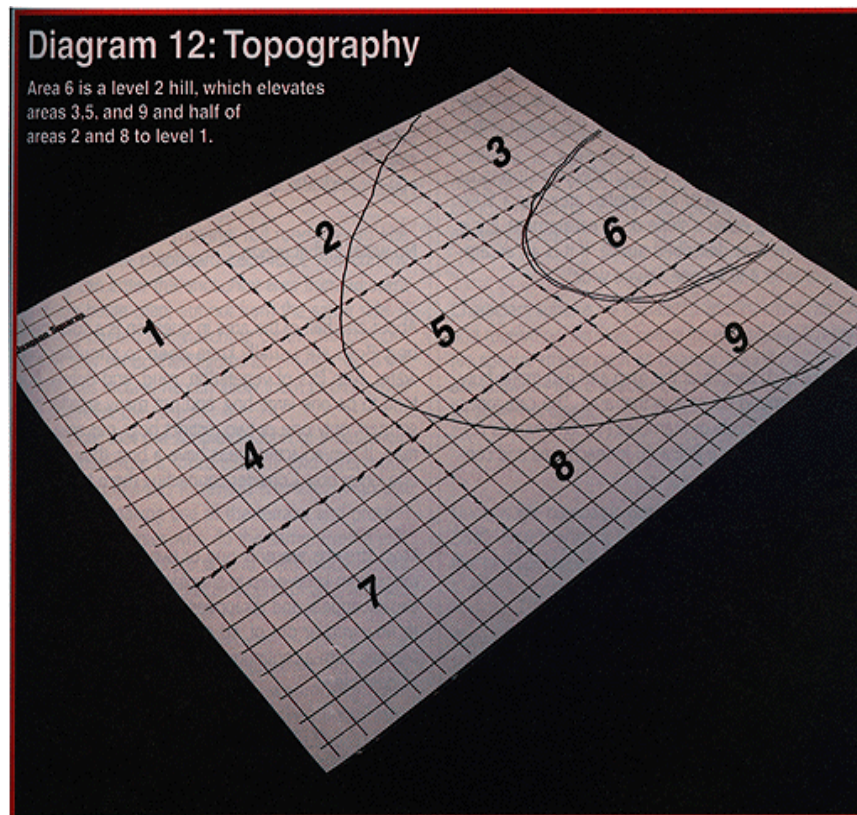 Diagram 12: Topography
Area 6 is a level 2 hill, which elevates
areas 3,5, and 9 and half of
areas 2 and 8 to level 1.
3
6
2
1
5
9
4
8
7